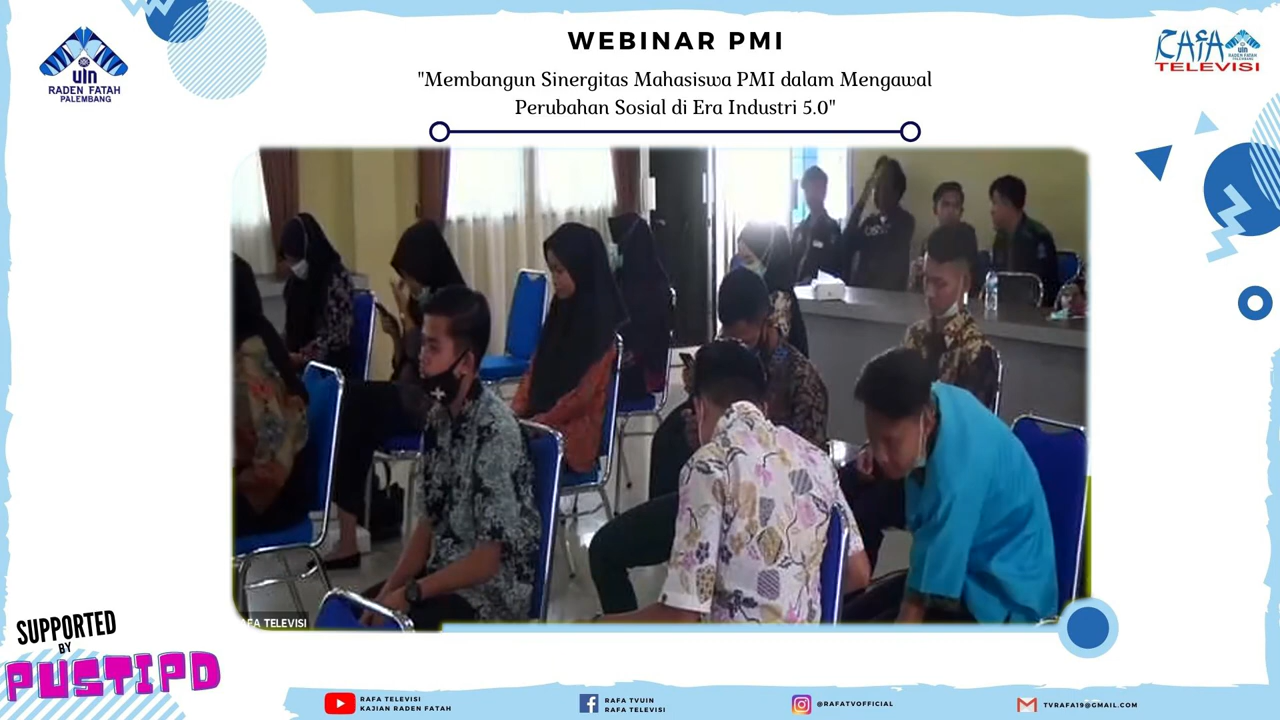 WEBINAR PMI
"Membangun Sinergitas Mahasiswa PMI dalam Mengawal
Perubahan Sosial di Era Industri 5.0"
uin
RADEN FATAH
PALEMBANG
RAfA
RADEN FATAH
PALEMBANG
TELEVISI
AFA TELEVISI
SUPPORTED
BY
PUSTIPD
RAFA TELEVISI
KAJIAN RADEN FATAH
RAFA TVUIN
RAFA TELEVISI
@RAFATVOFFICIAL
TVRAFA19@GMAIL.COM